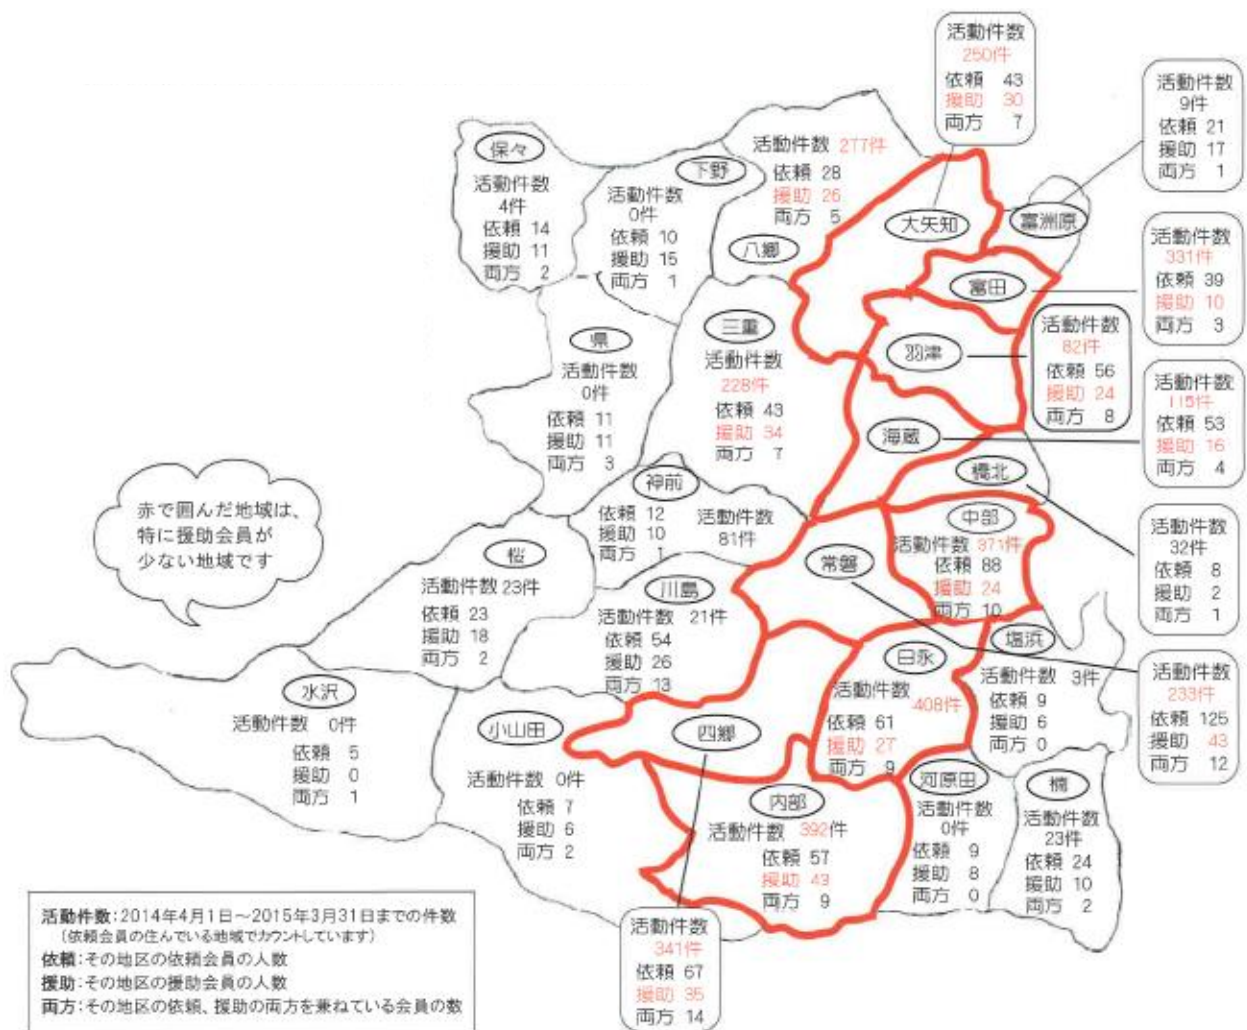 活動件数
250件
依頼 43
援助 30
両方 7
活動件数
9件
依頼 21
援助 17
両方 1
保々
活動件数
4件
依頼 14
援助 11
両方 2
下野
活動件数
0件
依頼 10
援助 15
両方 1
活動件数 277件
依頼 28
援助 26
両方 5
八郷
大矢知
富洲原
活動件数
331件
依頼 39
援助 10
両方 3
富田
県
活動件数
0件
依頼 11
援助 11
両方 3
三重
活動件数
228件
依頼 43
援助 34
両方 7
羽津
活動件数
82件
依頼 56
援助 24
両方 8
活動件数
115件
依頼 53
援助 16
両方 4
海蔵
橋北
赤で囲んだ地域は、
特に援助会員が
少ない地域です
神前
依頼 12
援助 10
両方 1
活動件数
81件
中部
活動件数 371件
依頼 88
援助 24
両方 10
活動件数
32件
依頼 8
援助 2
両方 1
桜
活動件数 23件
依頼 23
援助 18
両方 2
川島
活動件数 21件
依頼 54
援助 26
両方 13
常磐
日永
活動件数
408件
依頼 61
援助 27
両方 9
塩浜
活動件数 3件
依頼 9
援助 6
両方 0
活動件数
233件
依頼 125
援助 43
両方 12
水沢
活動件数 0件
依頼 5
援助 0
両方 1
小山田
活動件数 0件
依頼 7
援助 6
両方 2
四郷
内部
活動件数 392件
依頼 57
援助 43
両方 9
河原田
活動件数
0件
依頼 9
援助 8
両方 0
楠
活動件数
23件
依頼 24
援助 10
両方 2
活動件数
341件
依頼 67
援助 35
両方 14
活動件数:2014年4月1日～2015年3月31日までの件数
(依頼会員の住んでいる地域でカウントしています)
依頼:その地区の依頼会員の人数
援助:その地区の援助会員の人数
両方:その地区の依頼、援助の両方を兼ねている会員の数